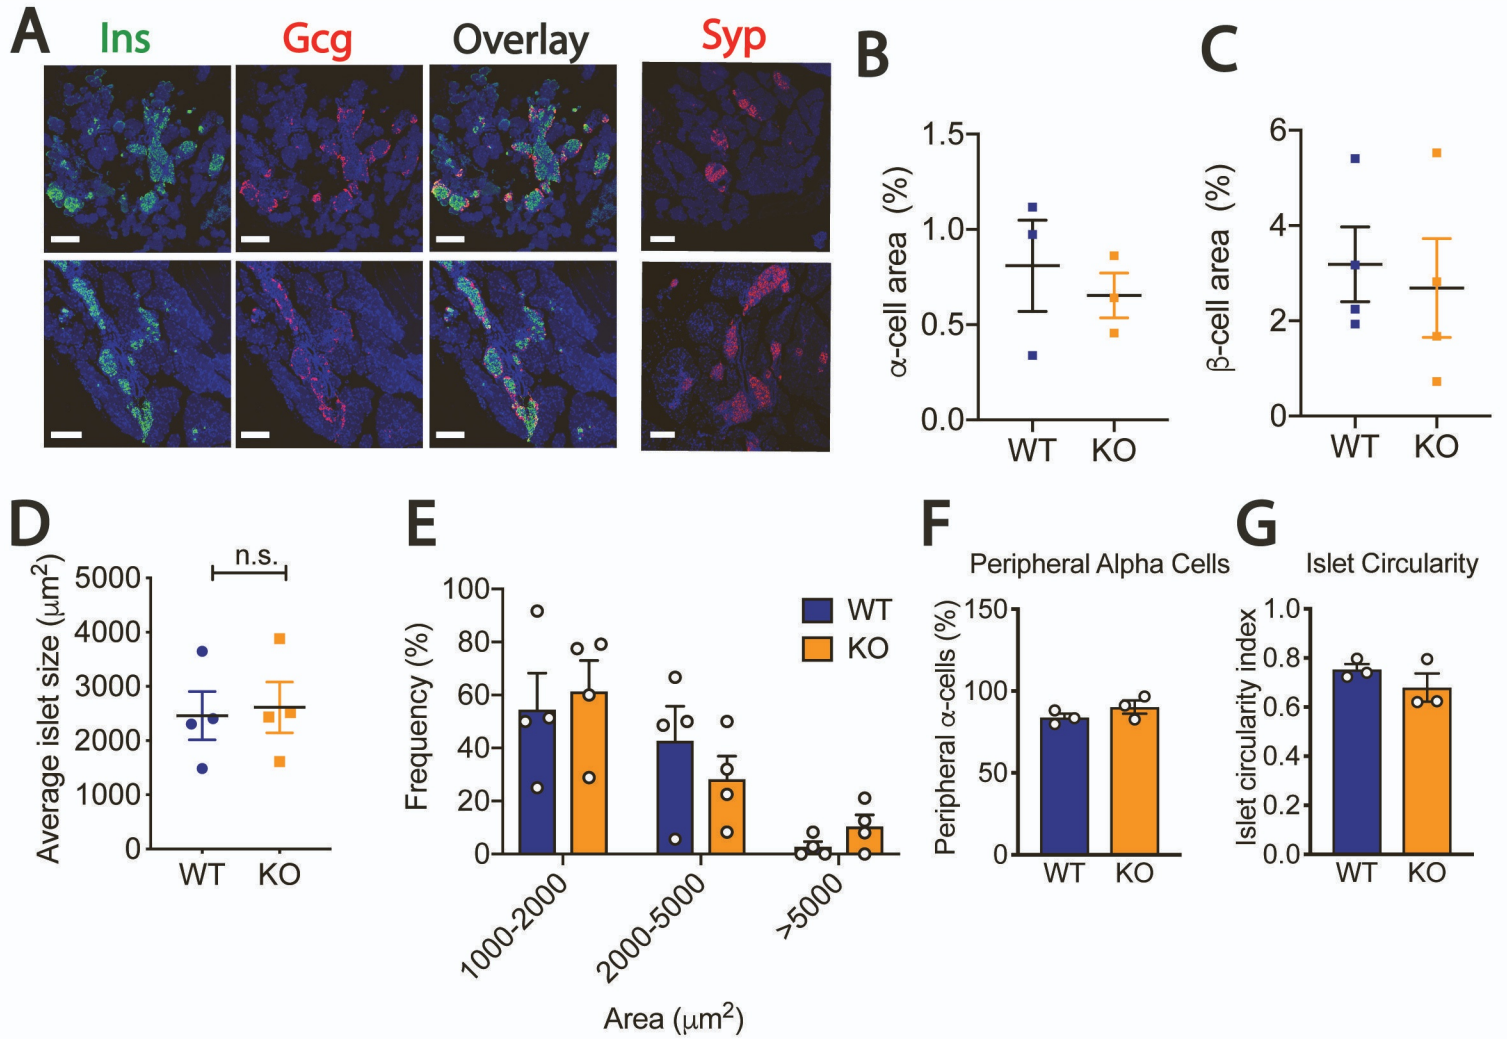 A
Ins
Gcg
Overlay
Syp
B
α-cell area (%)
1.5
1.0
0.5
0.0
WT
KO
C
β-cell area (%)
6
4
2
0
WT
KO
D
n.s.
Average islet size (μm²)
5000
4000
3000
2000
1000
0
WT
KO
E
Frequency (%)
100
80
60
40
20
0
WT
KO
1000-2000
2000-5000
>5000
Area (μm²)
F
Peripheral Alpha Cells
Peripheral α-cells (%)
150
100
50
0
WT
KO
G
Islet Circularity
Islet circularity index
1.0
0.8
0.6
0.4
0.2
0.0
WT
KO